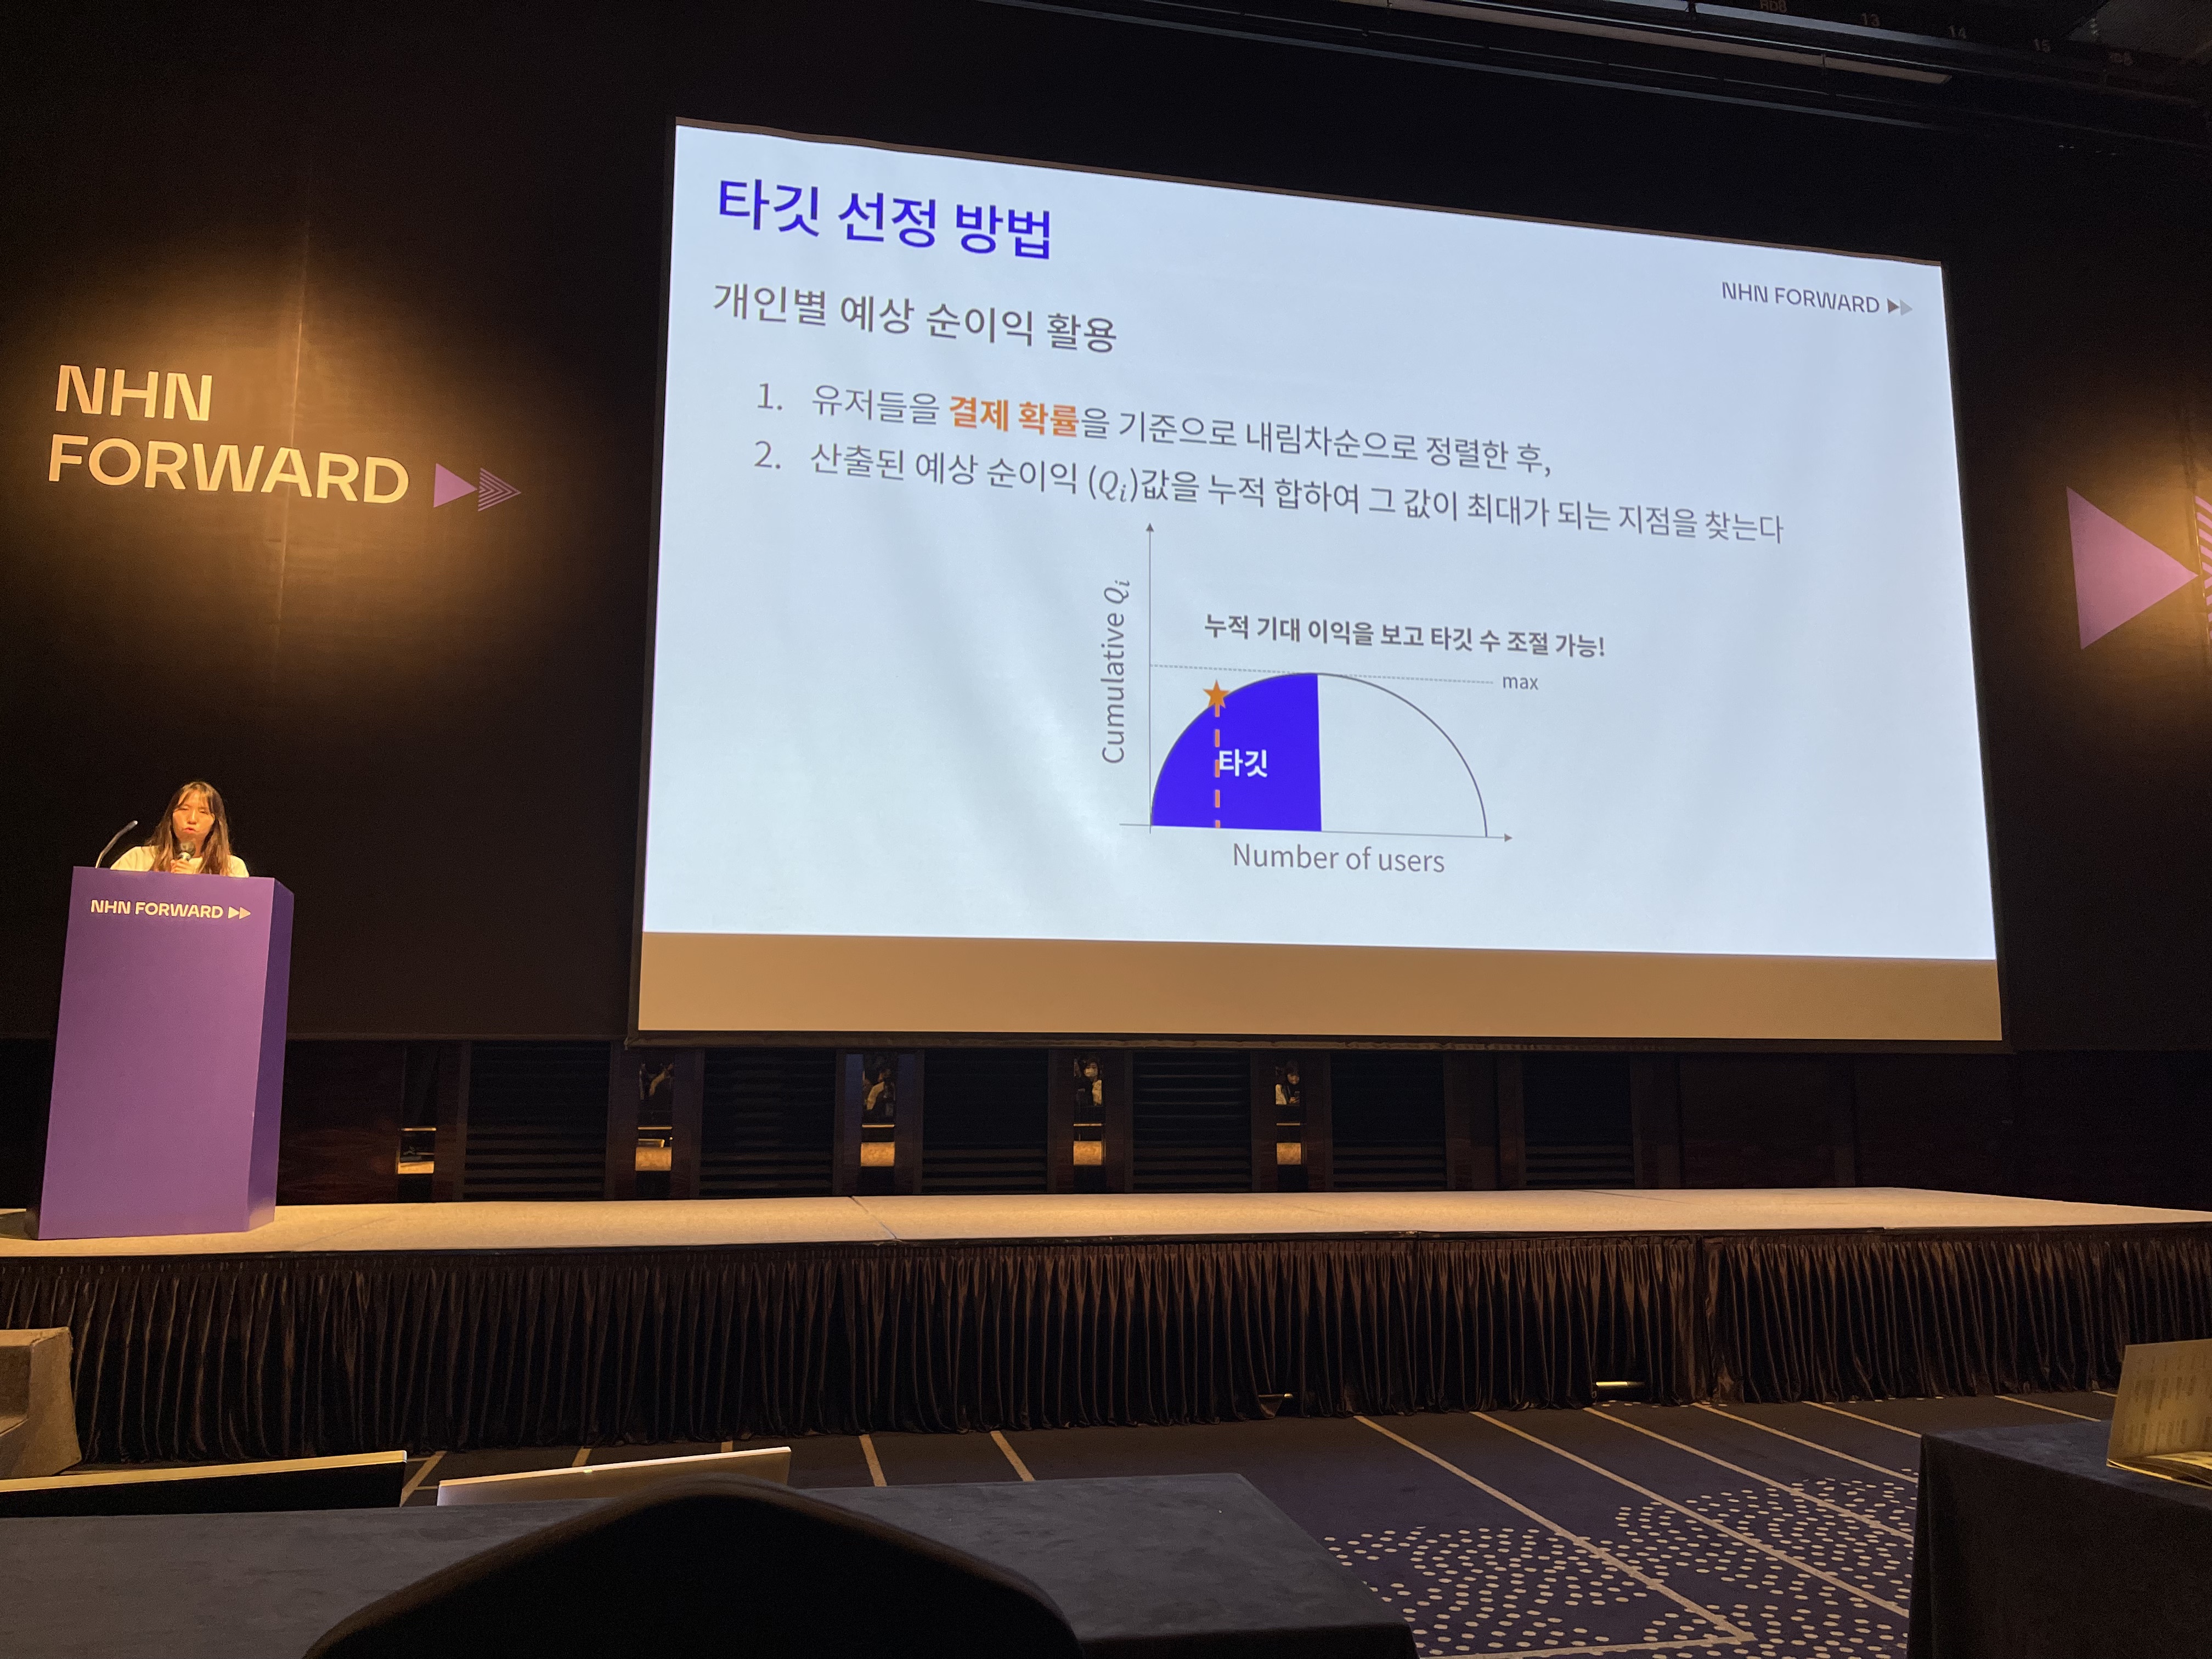 NHN
FORWARD
타깃 선정 방법
NHN FORWARD
개인별 예상 순이익 활용
1. 유저들을 결제 확률을 기준으로 내림차순으로 정렬한 후,
2. 산출된 예상 순이익 (Qi)값을 누적 합하여 그 값이 최대가 되는 지점을 찾는다
Cumulative Qi
누적 기대 이익을 보고 타깃 수 조절 가능!
max
타깃
Number of users
NHN FORWARD
13
14
15